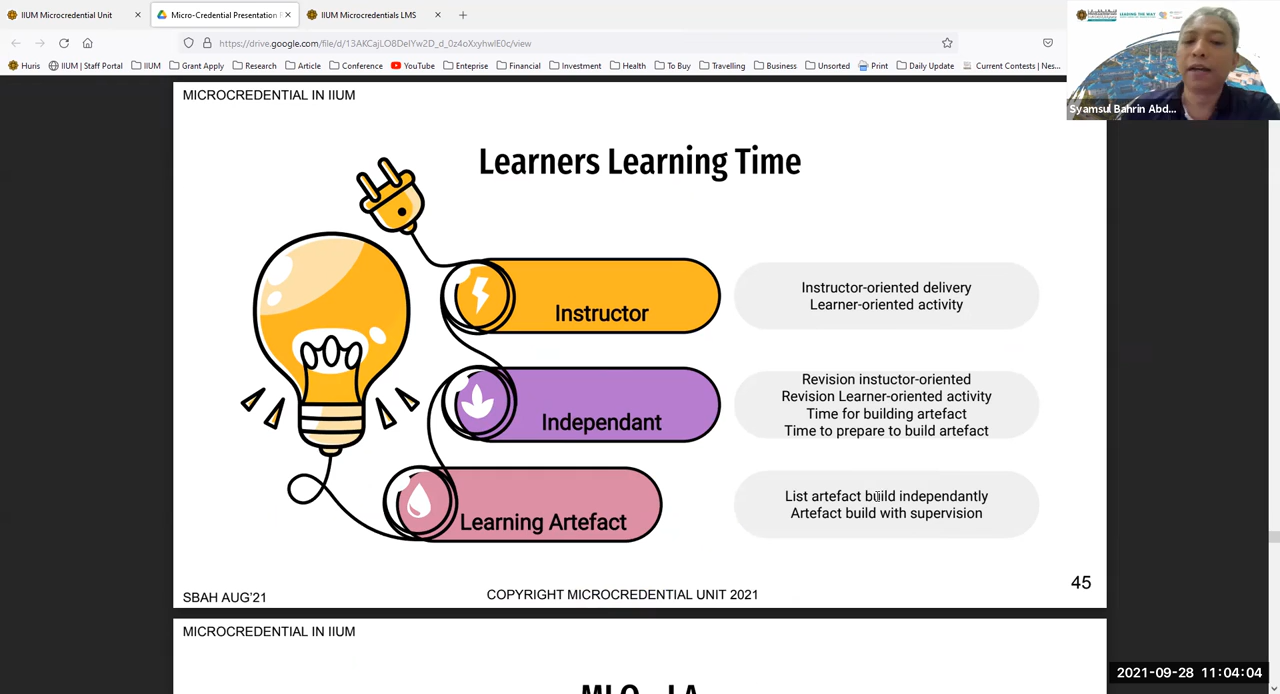 IIUM Microcredential Unit
Micro-Credential Presentation
IIUM Microcredentials LMS
https://drive.google.com/file/d/13AKCajLO8DeIYw2D_d_0z4oXxyhwIE0c/view
Huris
IIUM | Staff Portal
IIUM
Grant Apply
Research
Article
Conference
YouTube
Enteprise
Financial
Investment
Health
To Buy
Travelling
Business
Unsorted
Print
Daily Update
Current Contests | Nes...
LEADING THE WAY
Syamsul Bahrin Abd...
MICROCREDENTIAL IN IIUM
Learners Learning Time
Instructor
Instructor-oriented delivery
Learner-oriented activity
Independant
Revision instuctor-oriented
Revision Learner-oriented activity
Time for building artefact
Time to prepare to build artefact
Learning Artefact
List artefact build independantly
Artefact build with supervision
SBAH AUG'21
COPYRIGHT MICROCREDENTIAL UNIT 2021
45
MICROCREDENTIAL IN IIUM
2021-09-28 11:04:04